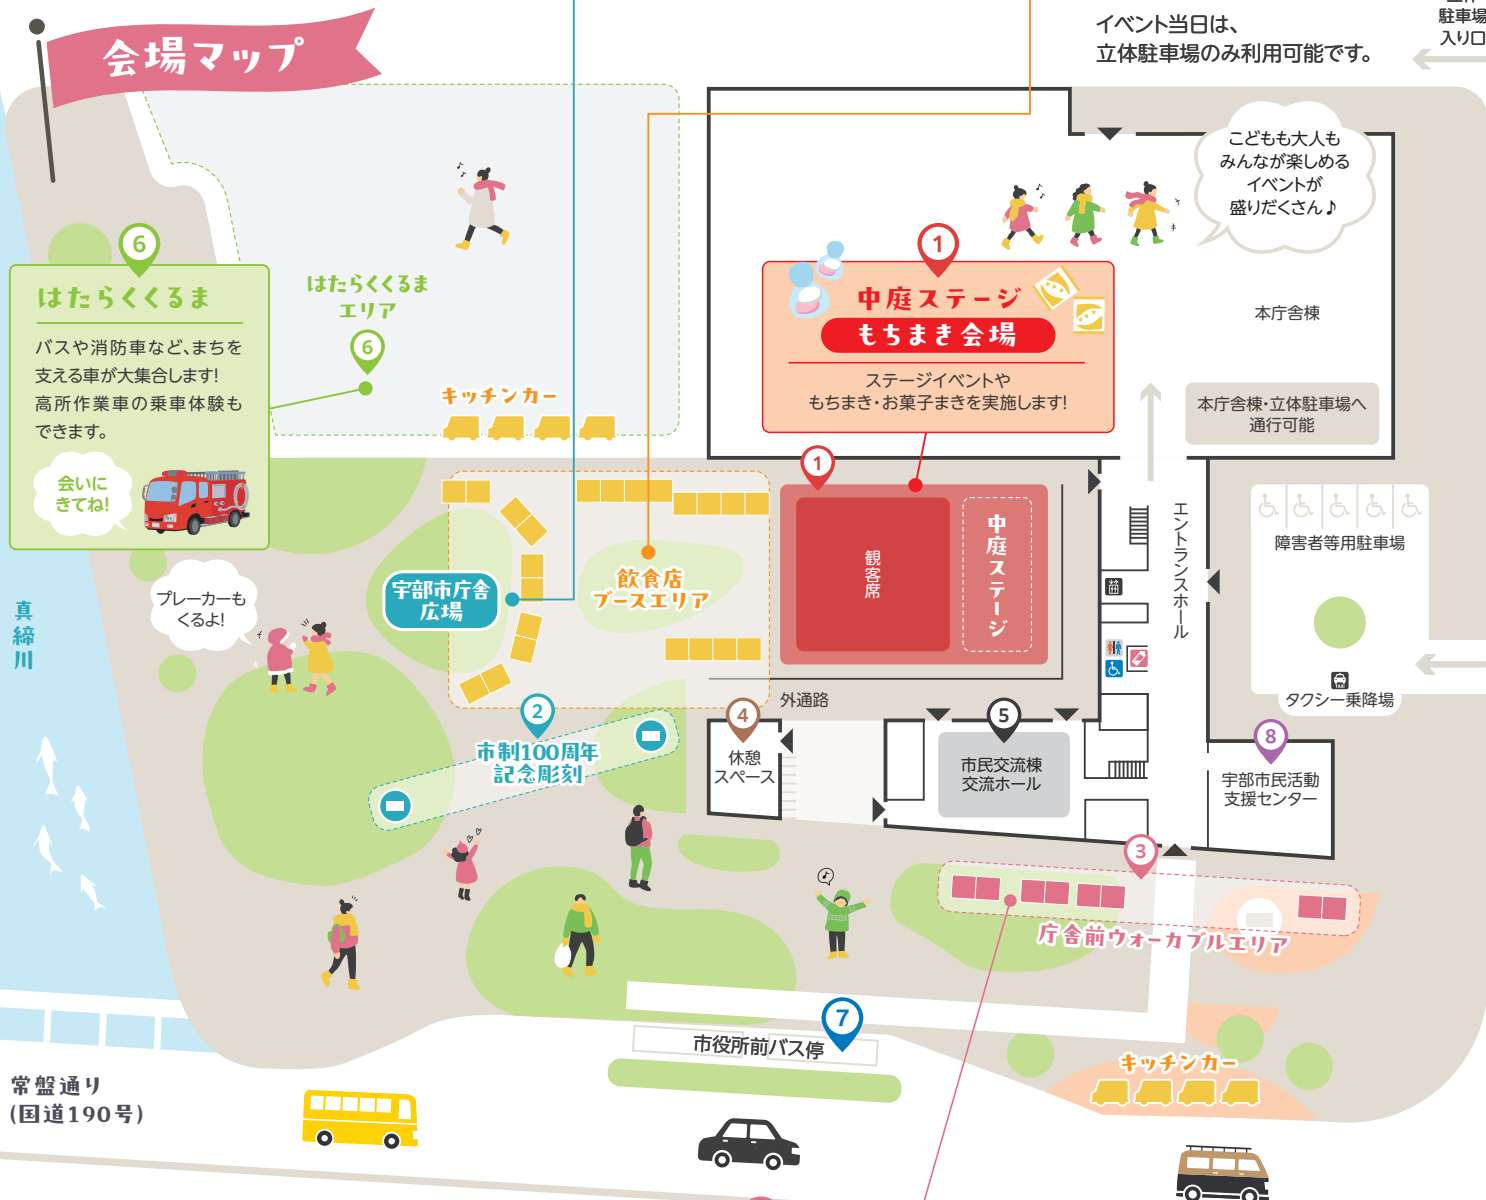 会場マップ
イベント当日は、
立体駐車場のみ利用可能です。
駐車場
入り口
こどもも大人も
みんなが楽しめる
イベントが
盛りだくさん♪
6
はたらくくるま
バスや消防車など、まちを
支える車が大集合します!
高所作業車の乗車体験も
できます。
会いに
きてね!
はたらくくるま
エリア
6
キッチンカー
1
中庭ステージ
もちまき会場
ステージイベントや
もちまき・お菓子まきを実施します!
本庁舎棟
本庁舎棟・立体駐車場へ
通行可能
1
観客席
中庭ステージ
エントランスホール
障害者等用駐車場
タクシー乗降場
TAXI
宇部市庁舎
広場
飲食店
ブースエリア
ブレーカーも
くるよ!
真締川
外通路
2
市制100周年
記念彫刻
4
休憩
スペース
5
市民交流棟
交流ホール
8
宇部市民活動
支援センター
3
庁舎前ウォーカブルエリア
7
市役所前バス停
キッチンカー
常盤通り
(国道190号)